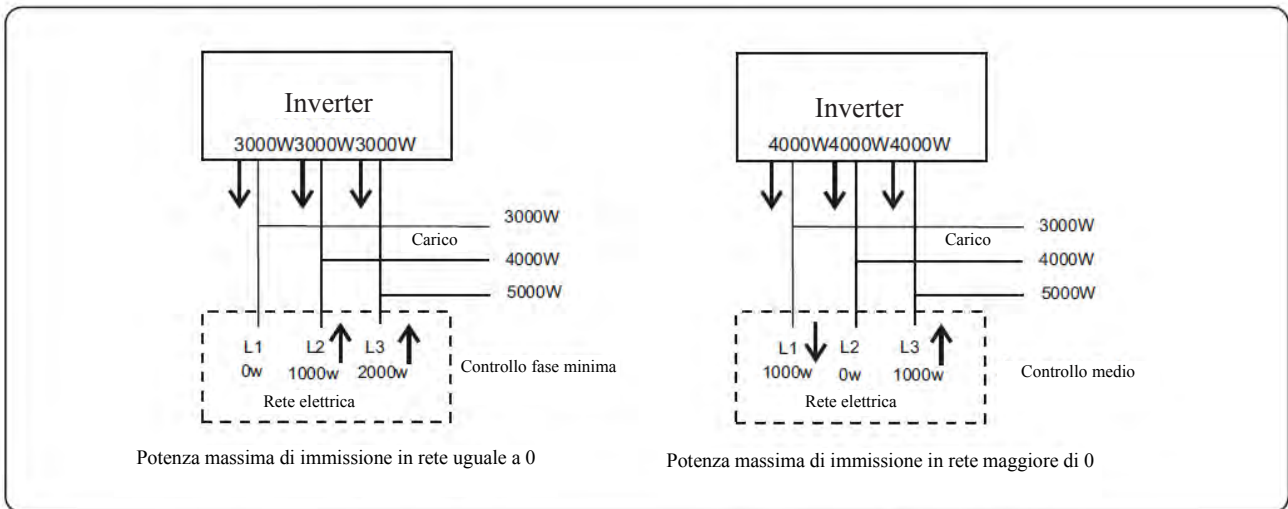 Inverter
3000W3000W3000W
3000W
Carico
4000W
5000W
L1 L2 L3
0w 1000w 2000w
Rete elettrica
Controllo fase minima
Potenza massima di immissione in rete uguale a 0
Inverter
4000W4000W4000W
3000W
Carico
4000W
5000W
L1 L2 L3
1000w 0w 1000w
Rete elettrica
Controllo medio
Potenza massima di immissione in rete maggiore di 0